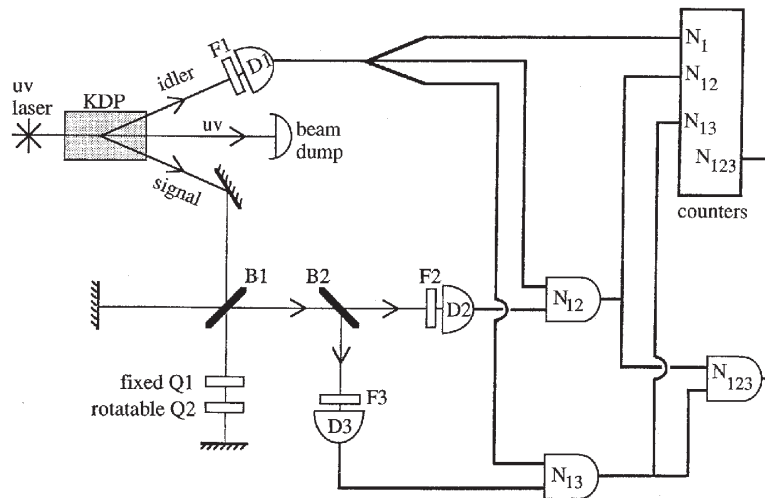 uv
laser
KDP
idler
F1
D1
uv
beam
dump
signal
N1
N12
N13
N123
counters
B1
B2
F2
D2
N12
fixed Q1
rotatable Q2
F3
D3
N123
N13